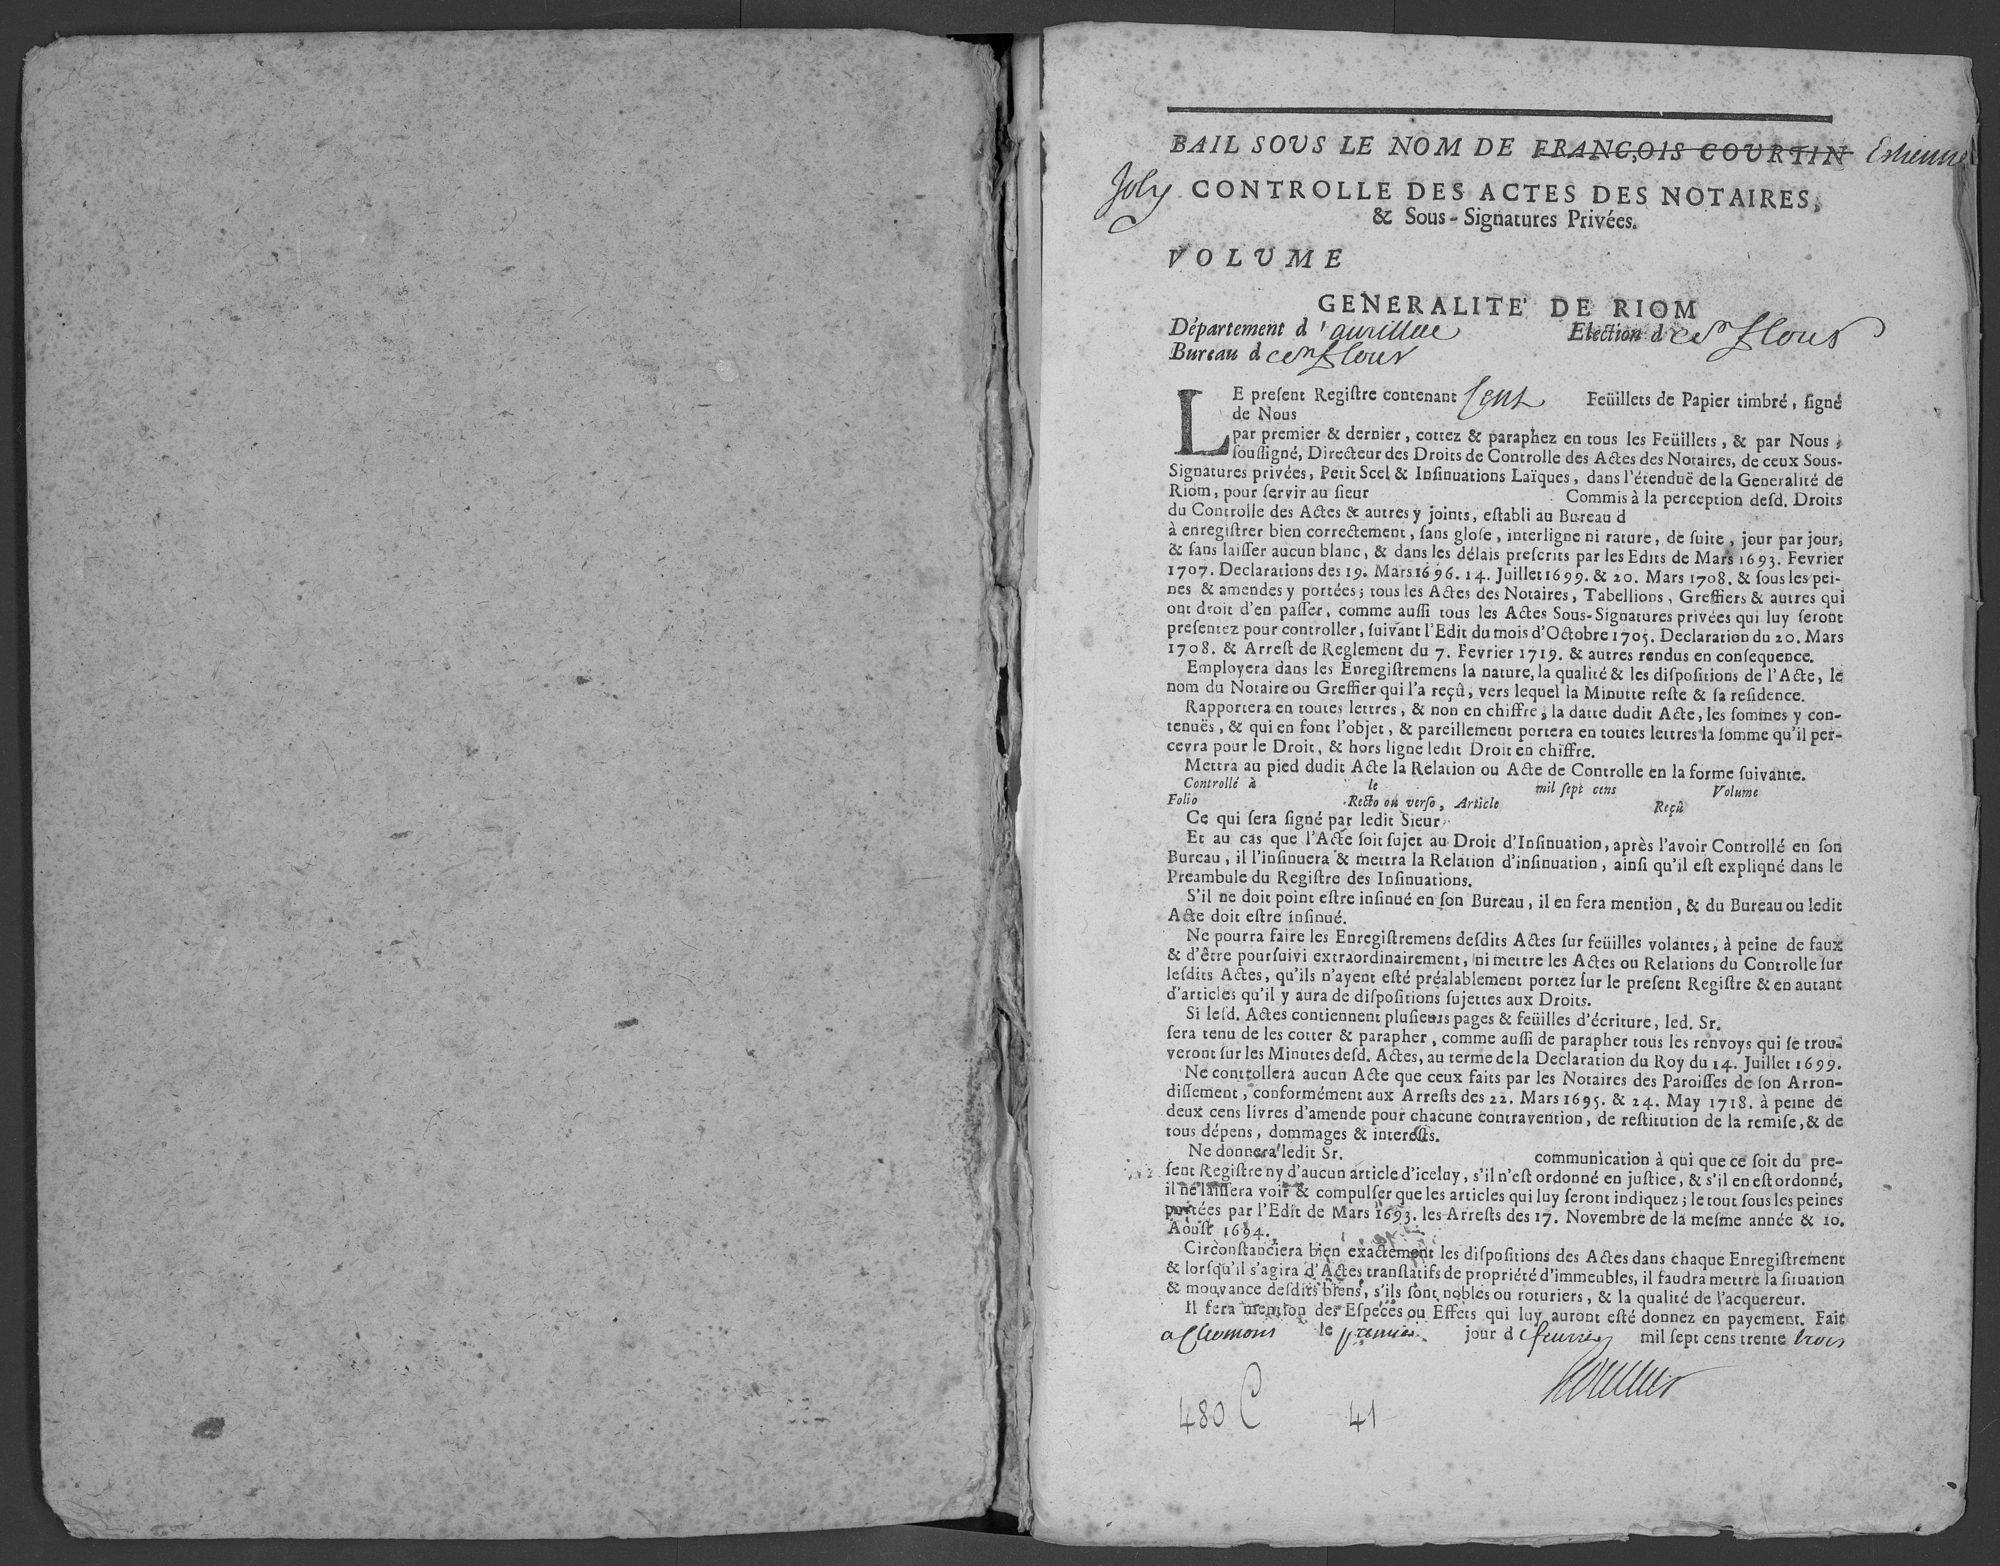 BAIL SOUS LE NOM DE FRANÇOIS COURTIN Estienne
Joly CONTROLLE DES ACTES DES NOTAIRES,
& Sous-Signatures Privées.
VOLUME
GENERALITE' DE RIOM
Département d'aurillac Election de St flour
Bureau de St flour
LE preſent Regiſtre contenant Cent Feüillets de Papier timbré, ſigné
de Nous
par premier & dernier, cottez & paraphez en tous les Feüillets, & par Nous,
ſouſſigné, Directeur des Droits de Controlle des Actes des Notaires, de ceux Sous-
Signatures privées, Petit Scel & Inſinuations Laïques, dans l'étenduë de la Generalité de
Riom, pour ſervir au ſieur Commis à la perception deſd. Droits
du Controlle des Actes & autres y joints, eſtabli au Bureau d
à enregiſtrer bien correctement, ſans gloſe, interligne ni rature, de ſuite, jour par jour,
& ſans laiſſer aucun blanc, & dans les délais preſcrits par les Edits de Mars 1693. Fevrier
1707. Declarations des 19. Mars 1696. 14. Juillet 1699. & 20. Mars 1708. & ſous les pei-
nes & amendes y portées; tous les Actes des Notaires, Tabellions, Greffiers & autres qui
ont droit d'en paſſer, comme auſſi tous les Actes Sous-Signatures privées qui luy ſeront
preſentez pour controller, ſuivant l'Edit du mois d'Octobre 1705. Declaration du 20. Mars
1708. & Arreſt de Reglement du 7. Fevrier 1719. & autres rendus en conſequence.
Employera dans les Enregiſtremens la nature, la qualité & les diſpoſitions de l'Acte, le
nom du Notaire ou Greffier qui l'a reçû, vers lequel la Minutte reſte & ſa reſidence.
Rapportera en toutes lettres, & non en chiffre, la datte dudit Acte, les ſommes y con-
tenuës, & qui en font l'objet, & pareillement portera en toutes lettres la ſomme qu'il per-
cevra pour le Droit, & hors ligne ledit Droit en chiffre.
Mettra au pied dudit Acte la Relation ou Acte de Controlle en la forme ſuivante.
Controllé à le mil ſept cens Volume
Folio Recto ou verſo, Article Reçû
Ce qui ſera ſigné par ledit Sieur
Et au cas que l'Acte ſoit ſujet au Droit d'Inſinuation, après l'avoir Controllé en ſon
Bureau, il l'inſinuera & mettra la Relation d'inſinuation, ainſi qu'il eſt expliqué dans le
Preambule du Regiſtre des Inſinuations.
S'il ne doit point eſtre inſinué en ſon Bureau, il en fera mention, & du Bureau ou ledit
Acte doit eſtre inſinué.
Ne pourra faire les Enregiſtremens deſdits Actes ſur feüilles volantes, à peine de faux
& d'être pourſuivi extraordinairement, ni mettre les Actes ou Relations du Controlle ſur
leſdits Actes, qu'ils n'ayent eſté préalablement portez ſur le preſent Regiſtre & en autant
d'articles qu'il y aura de diſpoſitions ſujettes aux Droits.
Si leſd. Actes contiennent pluſieurs pages & feüilles d'écriture, led. Sr.
ſera tenu de les cotter & parapher, comme auſſi de parapher tous les renvoys qui ſe trou-
veront ſur les Minutes deſd. Actes, au terme de la Declaration du Roy du 14. Juillet 1699.
Ne controllera aucun Acte que ceux faits par les Notaires des Paroiſſes de ſon Arron-
diſſement, conformément aux Arreſts des 22. Mars 1695. & 24. May 1718. à peine de
deux cens livres d'amende pour chacune contravention, de reſtitution de la remiſe, & de
tous dépens, dommages & intereſts.
Ne donnera ledit Sr. communication à qui que ce ſoit du pre-
ſent Regiſtre ny d'aucun article d'iceluy, s'il n'eſt ordonné en juſtice, & s'il en eſt ordonné,
il ne laiſſera voir & compulſer que les articles qui luy ſeront indiquez; le tout ſous les peines
portées par l'Edit de Mars 1693. les Arreſts des 17. Novembre de la meſme année & 10.
Aouſt 1694.
Circonſtanciera bien exactement les diſpoſitions des Actes dans chaque Enregiſtrement
& lorſqu'il s'agira d'Actes tranſlatifs de propriété d'immeubles, il faudra mettre la ſituation
& mouvance deſdits biens, s'ils ſont nobles ou roturiers, & la qualité de l'acquereur.
Il fera mention des Eſpeces ou Effets qui luy auront eſté donnez en payement. Fait
a Clermont le premier jour de feurier mil ſept cens trente trois
480 C 41